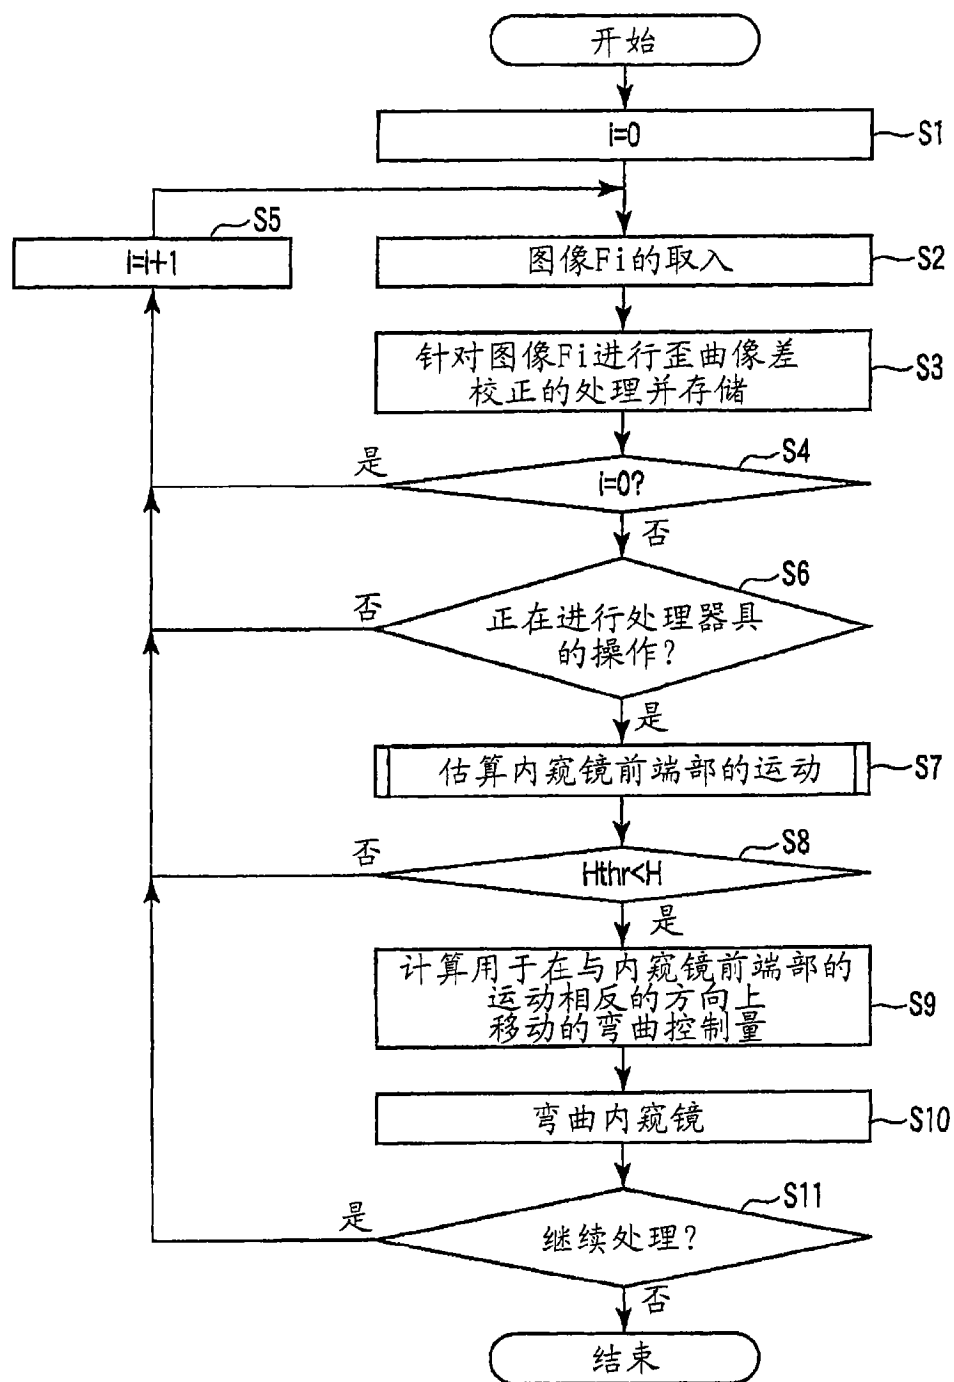 开始
i=0
S1
S5
i=i+1
图像Fi的取入
S2
针对图像Fi进行歪曲像差
校正的处理并存储
S3
是
i=0?
S4
否
否
正在进行处理器具
的操作?
S6
是
估算内窥镜前端部的运动
S7
否
Hthr<H
S8
是
计算用于在与内窥镜前端部的
运动相反的方向上
移动的弯曲控制量
S9
弯曲内窥镜
S10
是
继续处理?
S11
否
结束